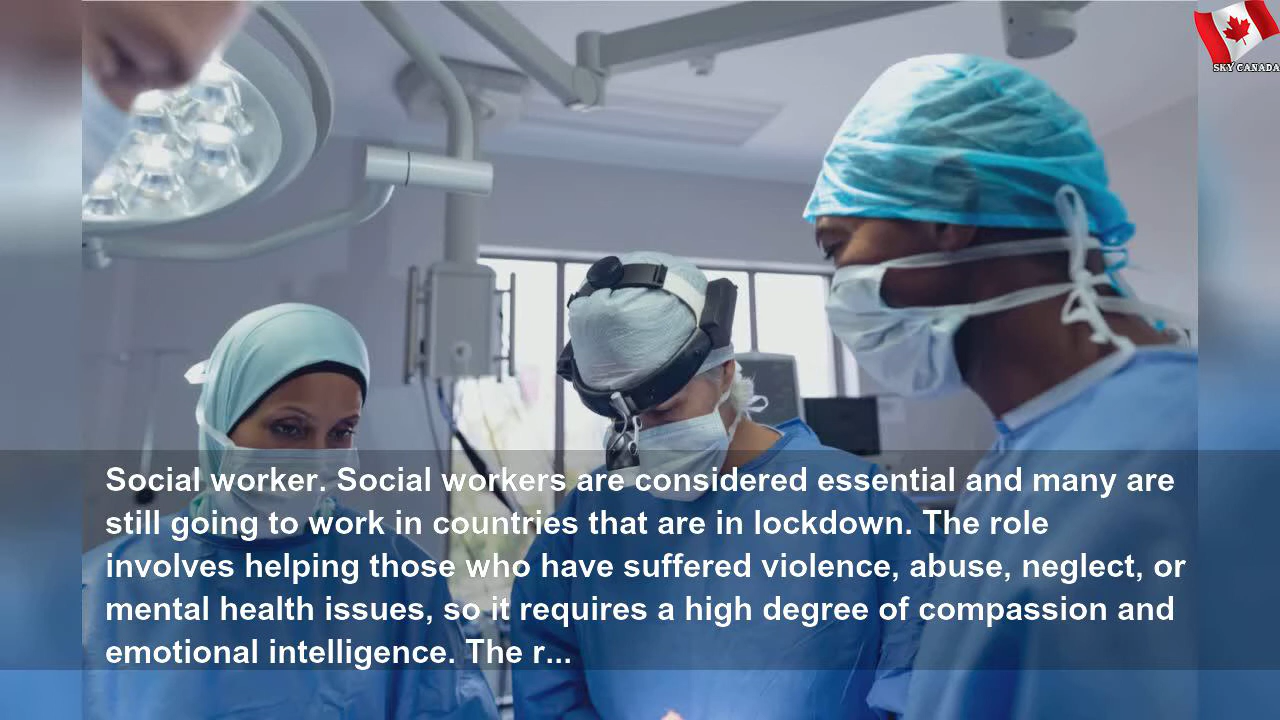 SKY CANADA
Social worker. Social workers are considered essential and many are
still going to work in countries that are in lockdown. The role
involves helping those who have suffered violence, abuse, neglect, or
mental health issues, so it requires a high degree of compassion and
emotional intelligence. The r...